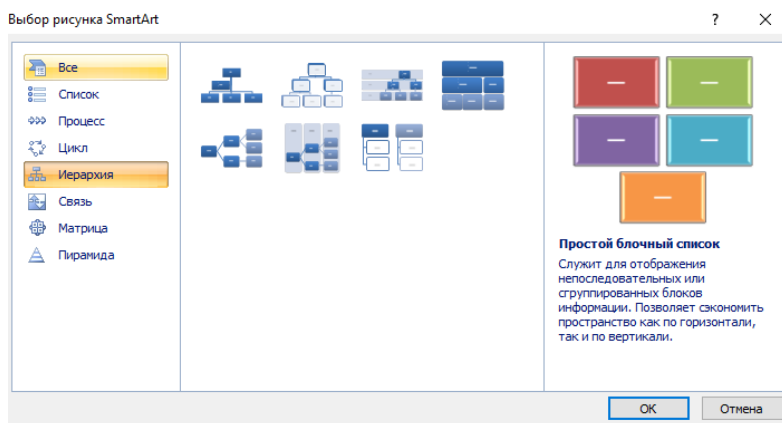 Выбор рисунка SmartArt
?
Все
Список
Процесс
Цикл
Иерархия
Связь
Матрица
Пирамида
Простой блочный список
Служит для отображения
непоследовательных или
сгруппированных блоков
информации. Позволяет сэкономить
пространство как по горизонтали,
так и по вертикали.
ОК
Отмена